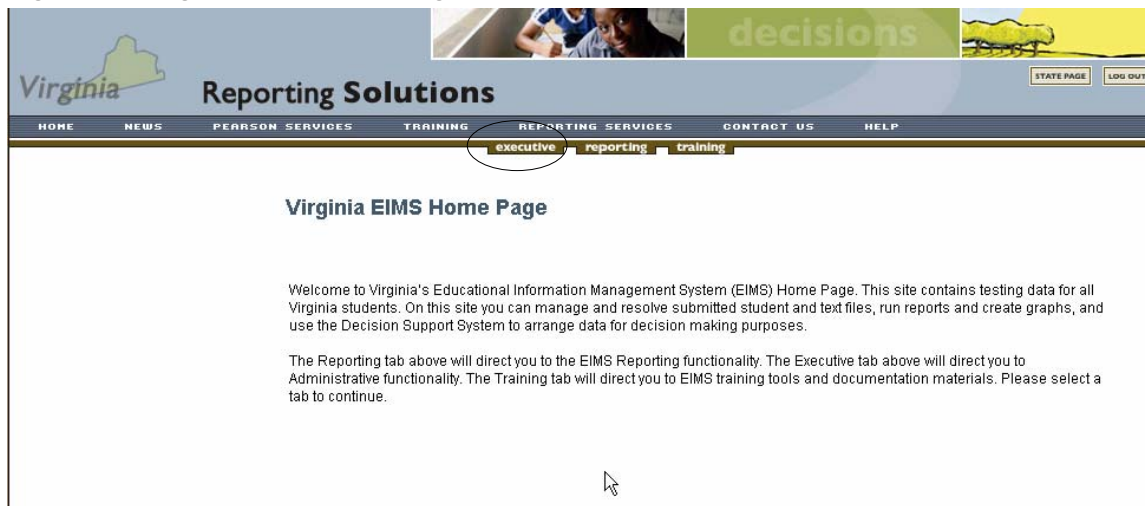 decisions
Virginia
Reporting Solutions
STATE PAGE LOG OUT
HOME NEWS PEARSON SERVICES TRAINING REPORTING SERVICES CONTACT US HELP
executive reporting training
Virginia EIMS Home Page
Welcome to Virginia's Educational Information Management System (EIMS) Home Page. This site contains testing data for all
Virginia students. On this site you can manage and resolve submitted student and text files, run reports and create graphs, and
use the Decision Support System to arrange data for decision making purposes.
The Reporting tab above will direct you to the EIMS Reporting functionality. The Executive tab above will direct you to
Administrative functionality. The Training tab will direct you to EIMS training tools and documentation materials. Please select a
tab to continue.